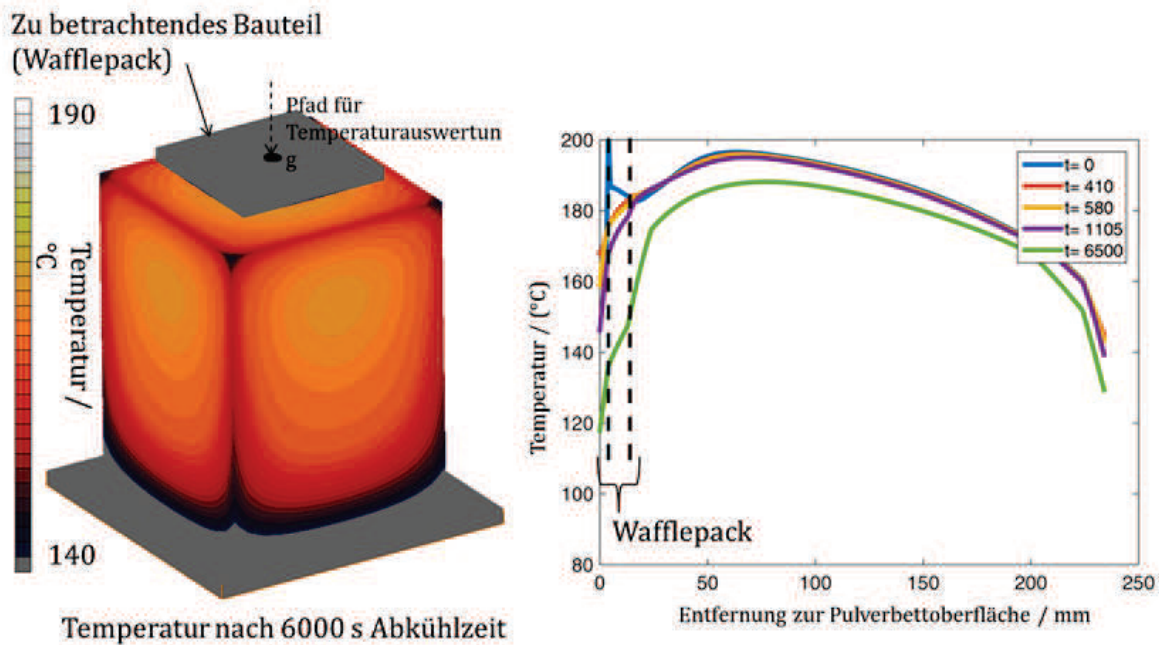 Zu betrachtendes Bauteil
(Wafflepack)
Pfad für
Temperaturauswertun
g
190
Temperatur /
°C
140
Temperatur nach 6000 s Abkühlzeit
200
180
160
140
120
100
80
Temperatur / (°C)
t= 0
t= 410
t= 580
t= 1105
t= 6500
Wafflepack
0
50
100
150
200
250
Entfernung zur Pulverbettoberfläche / mm